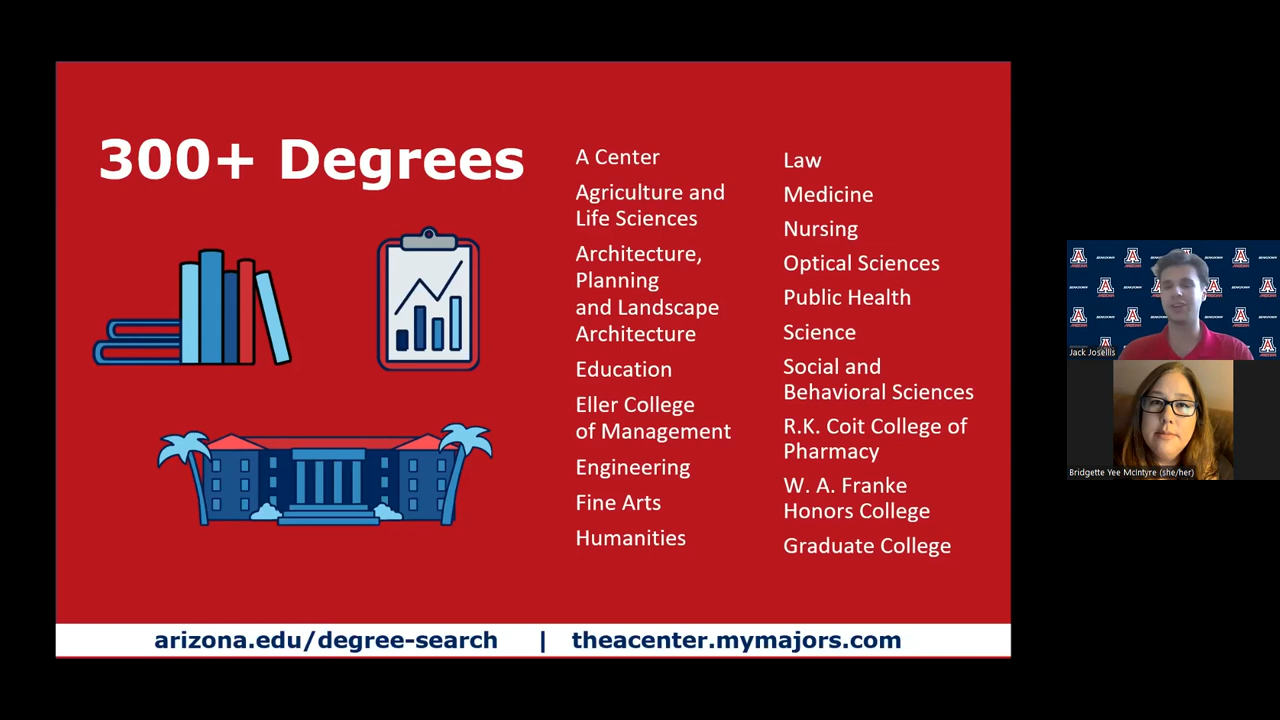 300+ Degrees
A Center
Agriculture and
Life Sciences
Architecture,
Planning
and Landscape
Architecture
Education
Eller College
of Management
Engineering
Fine Arts
Humanities
Law
Medicine
Nursing
Optical Sciences
Public Health
Science
Social and
Behavioral Sciences
R.K. Coit College of
Pharmacy
W. A. Franke
Honors College
Graduate College
arizona.edu/degree-search | theacenter.mymajors.com
Jack Josellis
Bridgette Yee McIntyre (she/her)